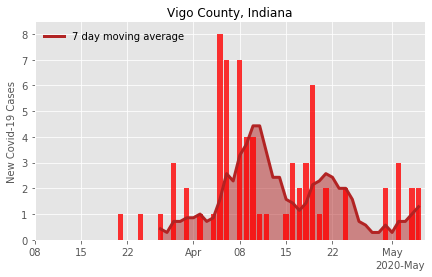 Vigo County, Indiana
7 day moving average
New Covid-19 Cases
8
7
6
5
4
3
2
1
0
08 15 22 Apr 08 15 22 May
2020-May